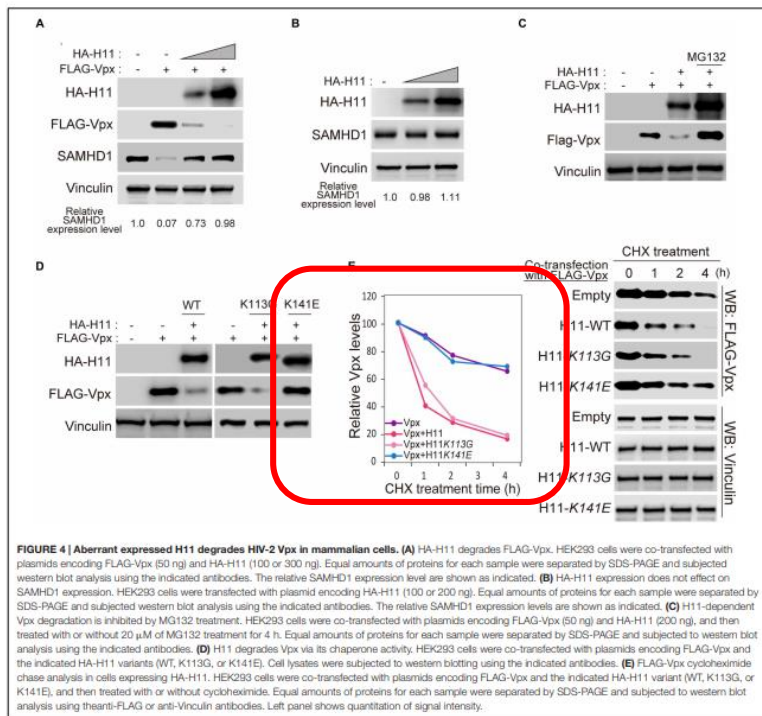 A
HA-H11 :
FLAG-Vpx : - + + +
HA-H11
FLAG-Vpx
SAMHD1
Vinculin
Relative
SAMHD1
expression level
1.0 0.07 0.73 0.98
B
HA-H11 : -
HA-H11
SAMHD1
Vinculin
Relative
SAMHD1
expression level
1.0 0.98 1.11
C
MG132
HA-H11 : - - + +
FLAG-Vpx : - + + +
HA-H11
Flag-Vpx
Vinculin
D
WT K113G K141E
HA-H11 : - - + - + +
FLAG-Vpx : - + + + + +
HA-H11
FLAG-Vpx
Vinculin
E
Relative Vpx levels
120
100
80
60
40
20
0
Vpx
Vpx+H11
Vpx+H11K113G
Vpx+H11K141E
0 1 2 3 4
CHX treatment time (h)
Co-transfection
with FLAG-Vpx
CHX treatment
0 1 2 4 (h)
Empty
H11-WT
H11-K113G
H11-K141E
WB: FLAG-Vpx
Empty
H11-WT
H11-K113G
H11-K141E
WB: Vinculin
FIGURE 4 | Aberrant expressed H11 degrades HIV-2 Vpx in mammalian cells. (A) HA-H11 degrades FLAG-Vpx. HEK293 cells were co-transfected with
plasmids encoding FLAG-Vpx (50 ng) and HA-H11 (100 or 300 ng). Equal amounts of proteins for each sample were separated by SDS-PAGE and subjected
western blot analysis using the indicated antibodies. The relative SAMHD1 expression level are shown as indicated. (B) HA-H11 expression does not effect on
SAMHD1 expression. HEK293 cells were transfected with plasmid encoding HA-H11 (100 or 200 ng). Equal amounts of proteins for each sample were separated by
SDS-PAGE and subjected western blot analysis using the indicated antibodies. The relative SAMHD1 expression levels are shown as indicated. (C) H11-dependent
Vpx degradation is inhibited by MG132 treatment. HEK293 cells were co-transfected with plasmids encoding FLAG-Vpx (50 ng) and HA-H11 (200 ng), and then
treated with or without 20 μM of MG132 treatment for 4 h. Equal amounts of proteins for each sample were separated by SDS-PAGE and subjected to western blot
analysis using the indicated antibodies. (D) H11 degrades Vpx via its chaperone activity. HEK293 cells were co-transfected with plasmids encoding FLAG-Vpx and
the indicated HA-H11 variants (WT, K113G, or K141E). Cell lysates were subjected to western blotting using the indicated antibodies. (E) FLAG-Vpx cycloheximide
chase analysis in cells expressing HA-H11. HEK293 cells were co-transfected with plasmids encoding FLAG-Vpx and the indicated HA-H11 variant (WT, K113G, or
K141E), and then treated with or without cycloheximide. Equal amounts of proteins for each sample were separated by SDS-PAGE and subjected to western blot
analysis using theanti-FLAG or anti-Vinculin antibodies. Left panel shows quantitation of signal intensity.